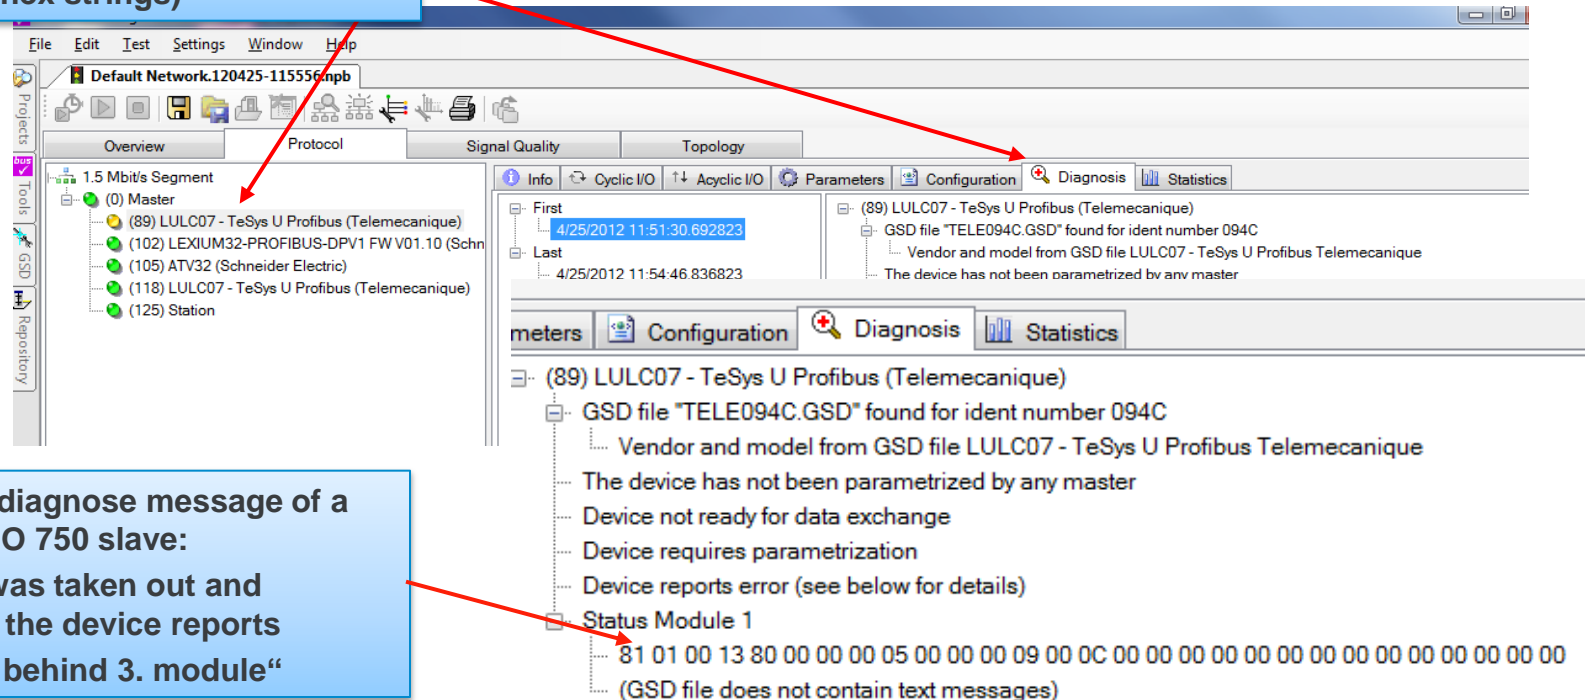 hex strings)
File Edit Test Settings Window Help
Default Network.120425-115556.npb
Projects
bus
Tools
GSD
Repository
Overview Protocol Signal Quality Topology
1.5 Mbit/s Segment
(0) Master
(89) LULC07 - TeSys U Profibus (Telemecanique)
(102) LEXIUM32-PROFIBUS-DPV1 FW V01.10 (Schn
(105) ATV32 (Schneider Electric)
(118) LULC07 - TeSys U Profibus (Telemecanique)
(125) Station
Info Cyclic I/O Acyclic I/O Parameters Configuration Diagnosis Statistics
First
4/25/2012 11:51:30.692823
Last
4/25/2012 11:54:46.836823
(89) LULC07 - TeSys U Profibus (Telemecanique)
GSD file "TELE094C.GSD" found for ident number 094C
Vendor and model from GSD file LULC07 - TeSys U Profibus Telemecanique
The device has not been parametrized by any master
meters Configuration Diagnosis Statistics
(89) LULC07 - TeSys U Profibus (Telemecanique)
GSD file "TELE094C.GSD" found for ident number 094C
Vendor and model from GSD file LULC07 - TeSys U Profibus Telemecanique
The device has not been parametrized by any master
Device not ready for data exchange
Device requires parametrization
Device reports error (see below for details)
Status Module 1
81 01 00 13 80 00 00 00 05 00 00 00 09 00 0C 00 00 00 00 00 00 00 00 00 00 00 00 00 00
(GSD file does not contain text messages)
diagnose message of a
O 750 slave:
was taken out and
the device reports
behind 3. module“